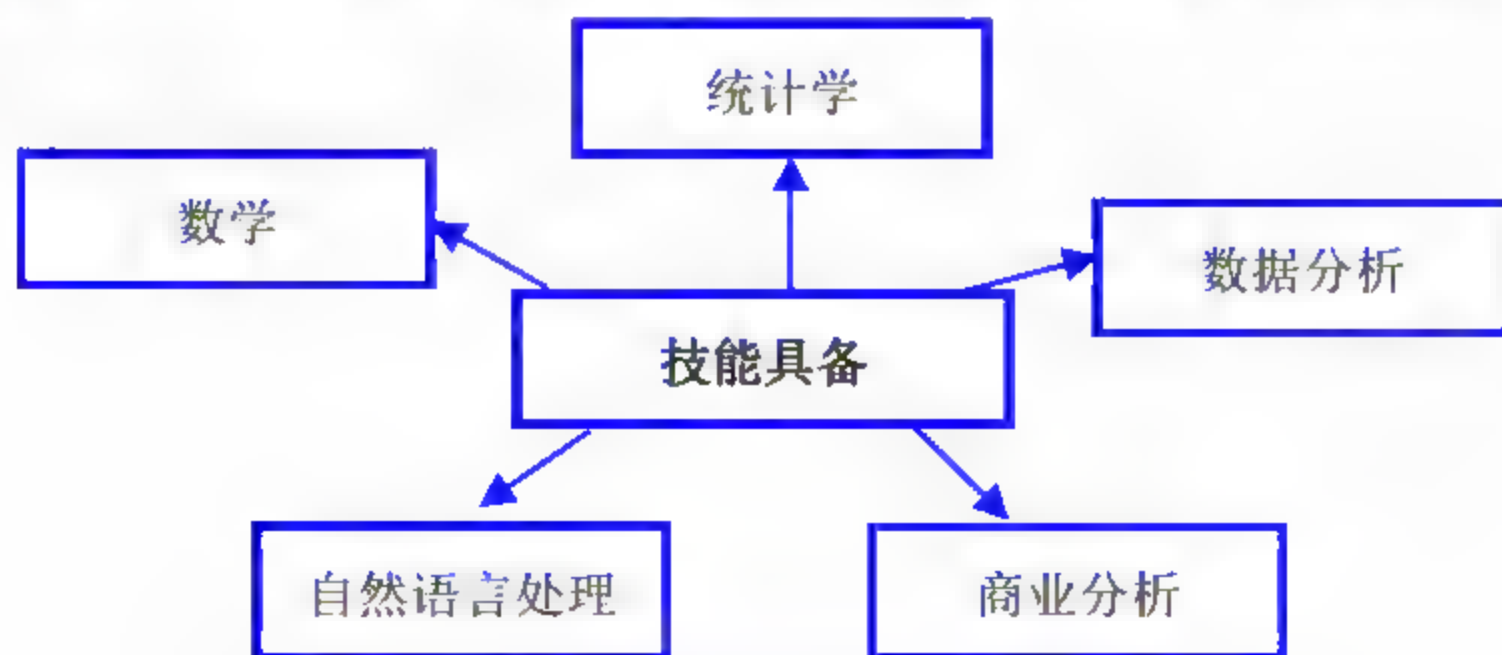 统计学
数学
数据分析
技能具备
自然语言处理
商业分析